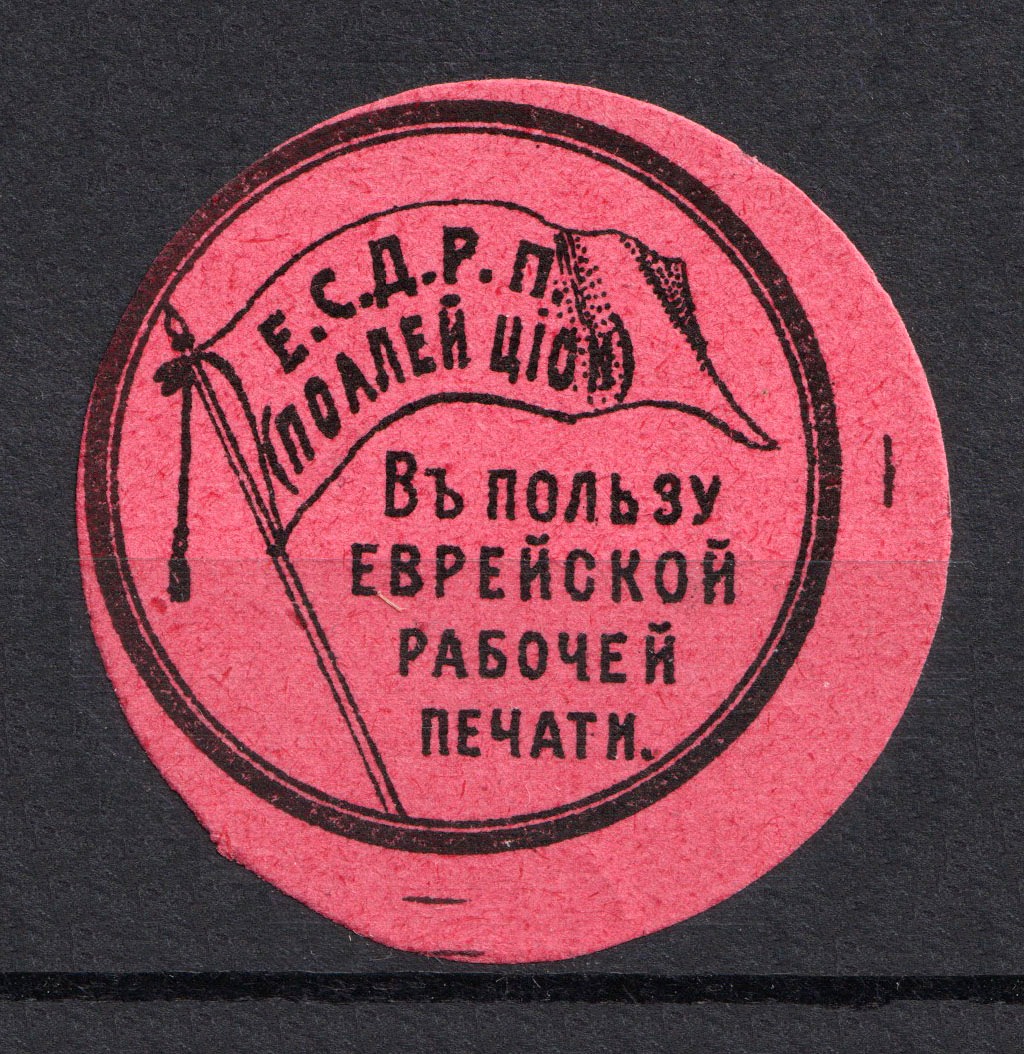 Е.С.Д.Р.П.
(ПОАЛЕЙ ЦІОН)
Въ ПОЛЬЗУ
ЕВРЕЙСКОЙ
РАБОЧЕЙ
ПЕЧАТИ.